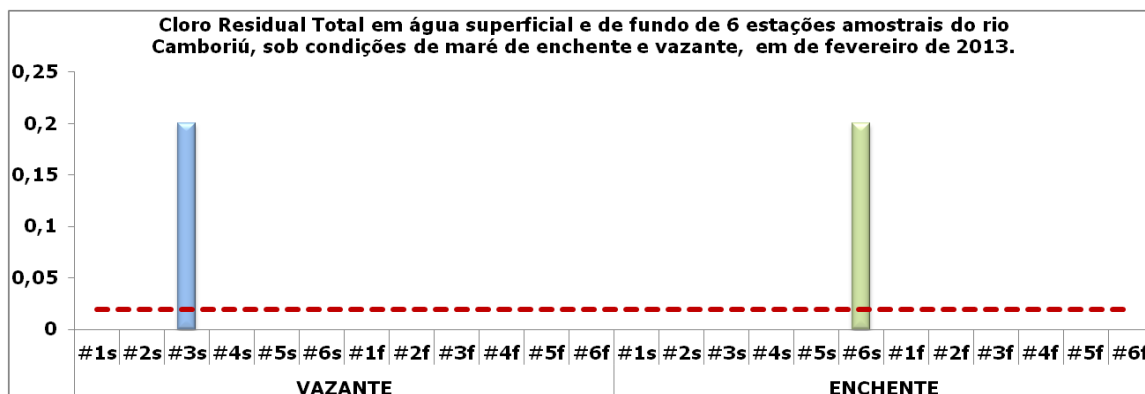 Cloro Residual Total em água superficial e de fundo de 6 estações amostrais do rio
Camboriú, sob condições de maré de enchente e vazante, em de fevereiro de 2013.
0,25
0,2
0,15
0,1
0,05
0
#1s #2s #3s #4s #5s #6s #1f #2f #3f #4f #5f #6f #1s #2s #3s #4s #5s #6s #1f #2f #3f #4f #5f #6f
VAZANTE ENCHENTE